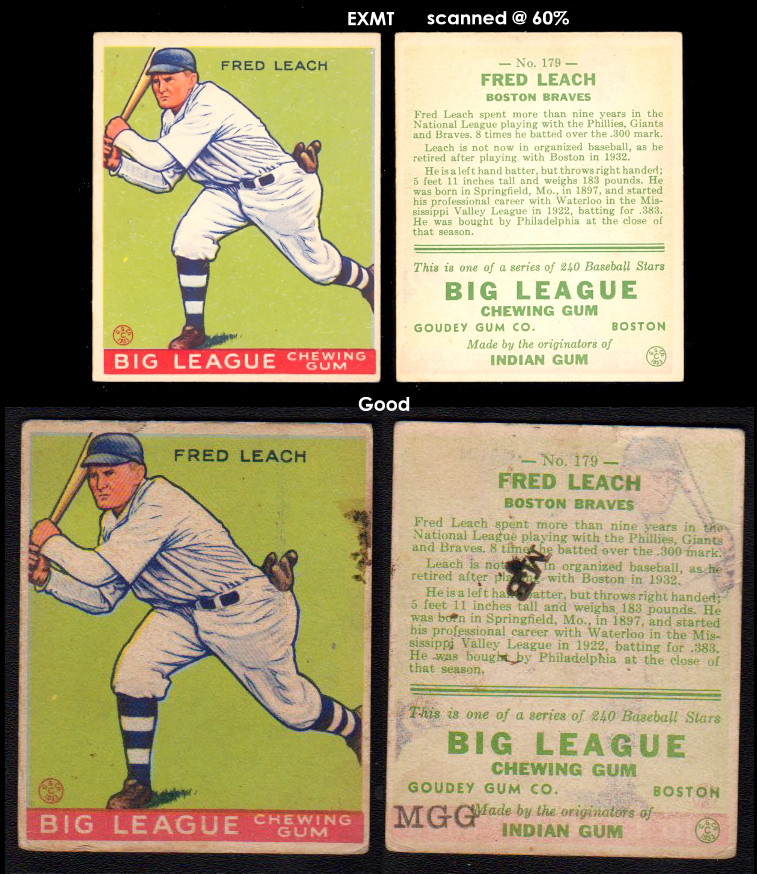 EXMT scanned @ 60%
FRED LEACH
BIG LEAGUE CHEWING GUM
— No. 179 —
FRED LEACH
BOSTON BRAVES
Fred Leach spent more than nine years in the
National League playing with the Phillies, Giants
and Braves. 8 times he batted over the .300 mark.
Leach is not now in organized baseball, as he
retired after playing with Boston in 1932.
He is a left hand batter, but throws right handed;
5 feet 11 inches tall and weighs 183 pounds. He
was born in Springfield, Mo., in 1897, and started
his professional career with Waterloo in the Mis-
sissippi Valley League in 1922, batting for .383.
He was bought by Philadelphia at the close of
that season.
This is one of a series of 240 Baseball Stars
BIG LEAGUE
CHEWING GUM
GOUDEY GUM CO. BOSTON
Made by the originators of
INDIAN GUM
Good
FRED LEACH
BIG LEAGUE CHEWING GUM
— No. 179 —
FRED LEACH
BOSTON BRAVES
Fred Leach spent more than nine years in the
National League playing with the Phillies, Giants
and Braves. 8 times he batted over the .300 mark.
Leach is not in organized baseball, as he
retired after with Boston in 1932.
He is a left hand batter, but throws right handed;
5 feet 11 inches tall and weighs 183 pounds. He
was born in Springfield, Mo., in 1897, and started
his professional career with Waterloo in the Mis-
sissippi Valley League in 1922, batting for .383.
He was bought by Philadelphia at the close of
that season.
This is one of a series of 240 Baseball Stars
BIG LEAGUE
CHEWING GUM
GOUDEY GUM CO. BOSTON
MGG Made by the originators of
INDIAN GUM